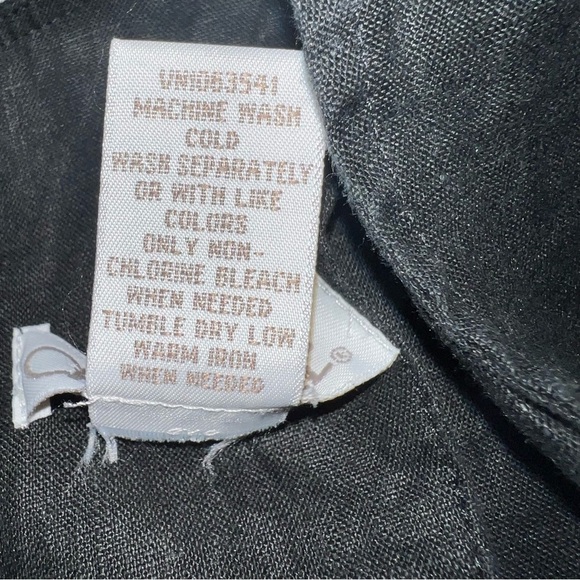 MACHINE WASH
COLD
WASH SEPARATELY
OR WITH LIKE
COLORS
ONLY NON-
CHLORINE BLEACH
WHEN NEEDED
TUMBLE DRY LOW
WARM IRON
WHEN NEEDED
®